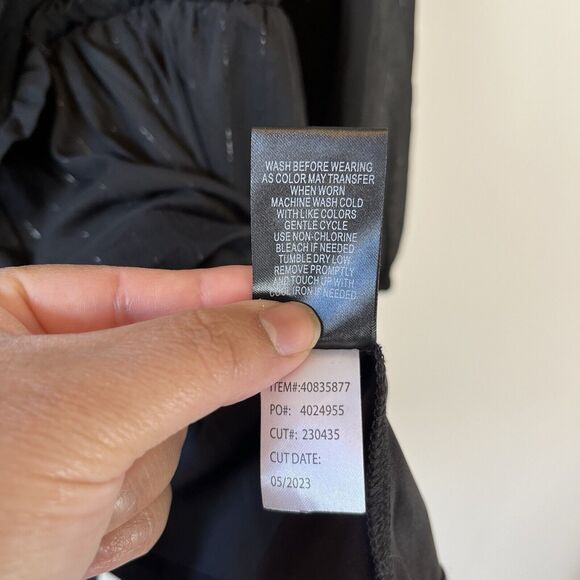 WASH BEFORE WEARING
AS COLOR MAY TRANSFER
WHEN WORN
MACHINE WASH COLD
WITH LIKE COLORS
GENTLE CYCLE
USE NON-CHLORINE
BLEACH IF NEEDED
TUMBLE DRY LOW
REMOVE PROMPTLY
AND TOUCH UP WITH
COOL IRON IF NEEDED
ITEM#:40835877
PO#: 4024955
CUT#: 230435
CUT DATE:
05/2023